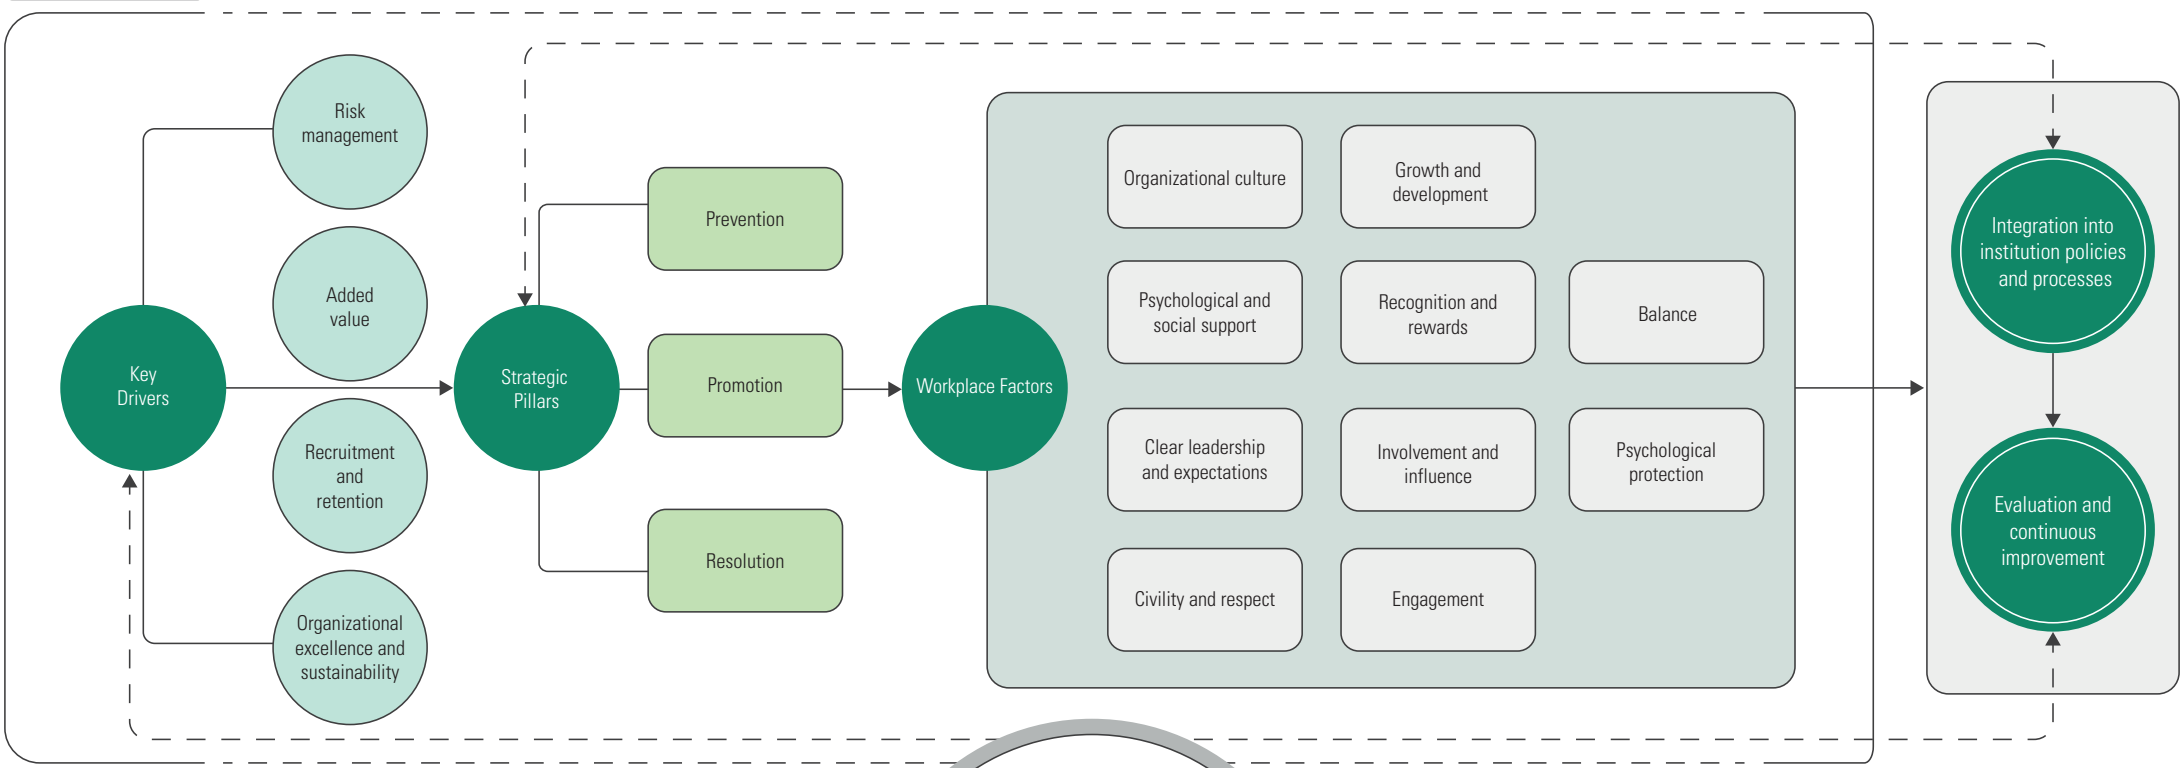 Key
Drivers
Risk
management
Added
value
Recruitment
and
retention
Organizational
excellence and
sustainability
Strategic
Pillars
Prevention
Promotion
Resolution
Workplace Factors
Organizational culture
Growth and
development
Psychological and
social support
Recognition and
rewards
Balance
Clear leadership
and expectations
Involvement and
influence
Psychological
protection
Civility and respect
Engagement
Integration into
institution policies
and processes
Evaluation and
continuous
improvement